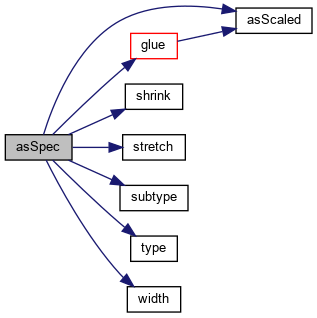 asScaled
glue
shrink
asSpec
stretch
subtype
type
width